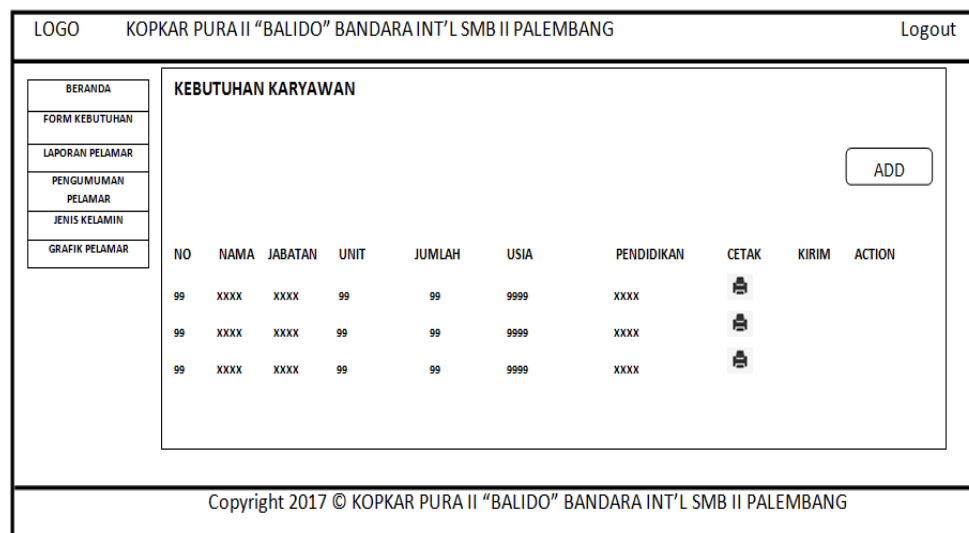 LOGO KOPKAR PURA II “BALIDO” BANDARA INT’L SMB II PALEMBANG Logout
BERANDA
FORM KEBUTUHAN
LAPORAN PELAMAR
PENGUMUMAN
PELAMAR
JENIS KELAMIN
GRAFIK PELAMAR
KEBUTUHAN KARYAWAN
ADD
NO NAMA JABATAN UNIT JUMLAH USIA PENDIDIKAN CETAK KIRIM ACTION
99 XXXX XXXX 99 99 9999 XXXX
99 XXXX XXXX 99 99 9999 XXXX
99 XXXX XXXX 99 99 9999 XXXX
Copyright 2017 © KOPKAR PURA II “BALIDO” BANDARA INT’L SMB II PALEMBANG